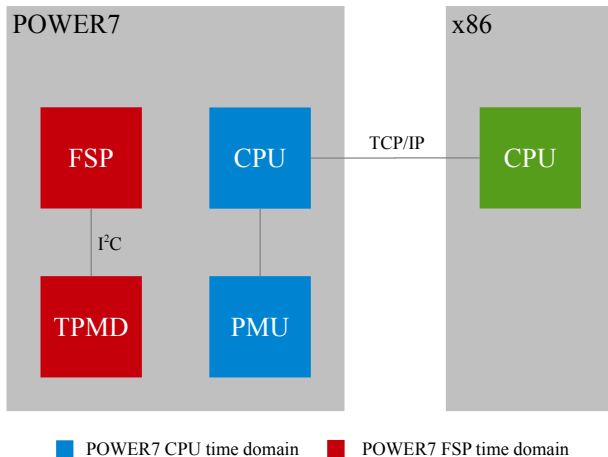 POWER7 x86
FSP CPU TCP/IP CPU
I²C
TPMD PMU
POWER7 CPU time domain POWER7 FSP time domain